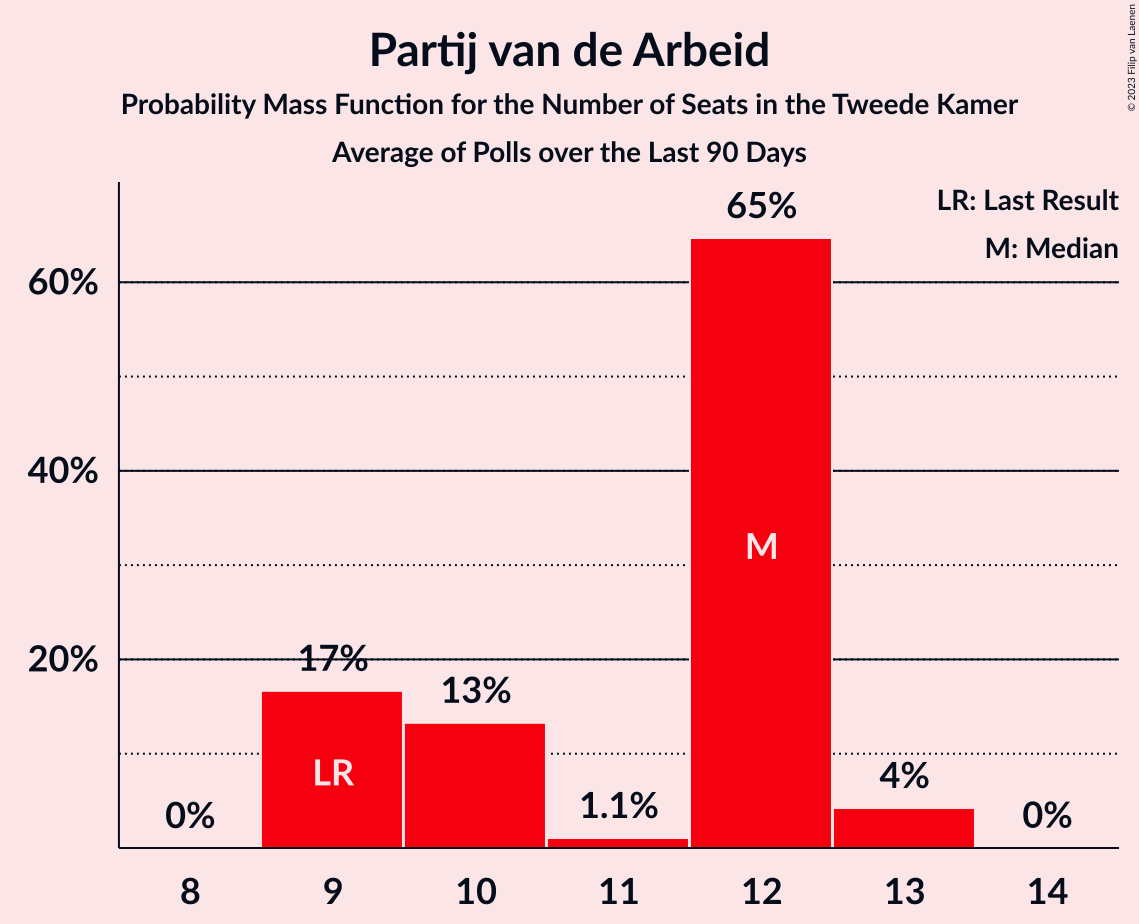 Partij van de Arbeid
Probability Mass Function for the Number of Seats in the Tweede Kamer
Average of Polls over the Last 90 Days
© 2023 Filip van Laenen
LR: Last Result
M: Median
60%
40%
20%
0%
17%
13%
1.1%
65%
4%
0%
LR
M
8 9 10 11 12 13 14